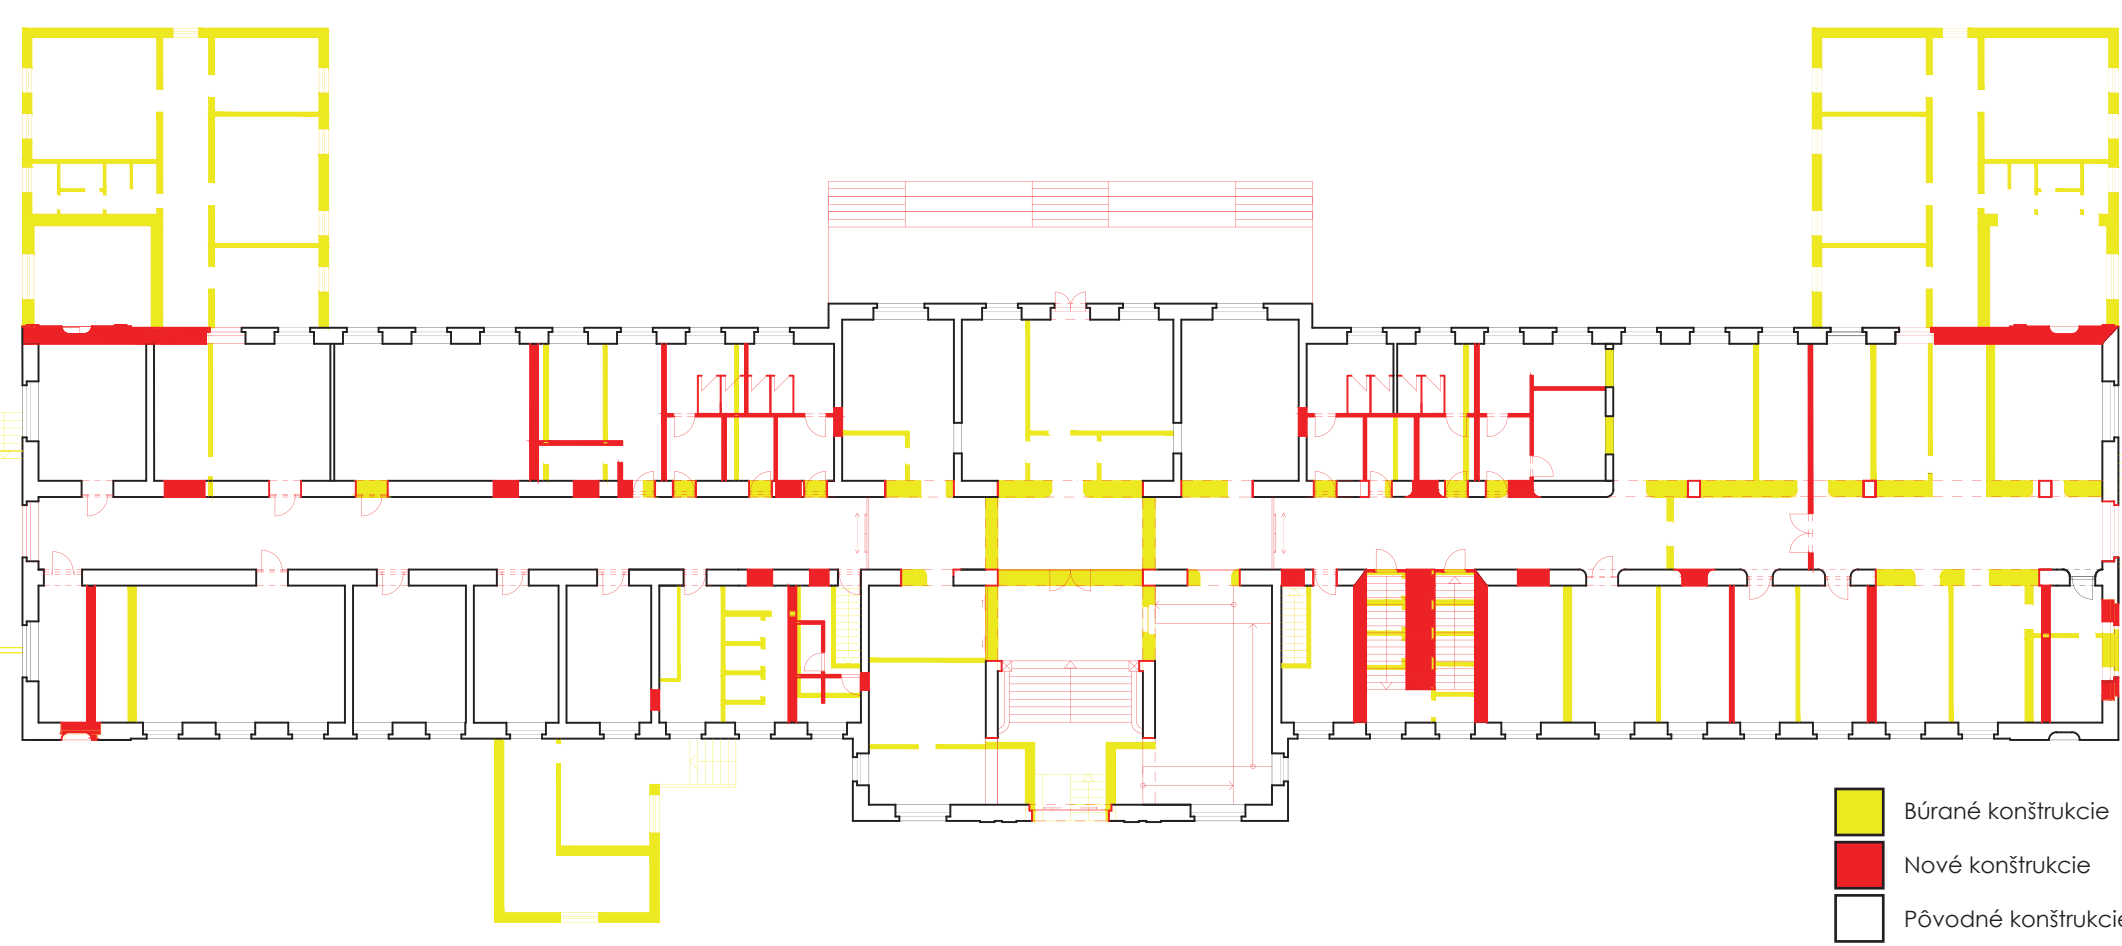 Búrané konštrukcie
Nové konštrukcie
Pôvodné konštrukcie